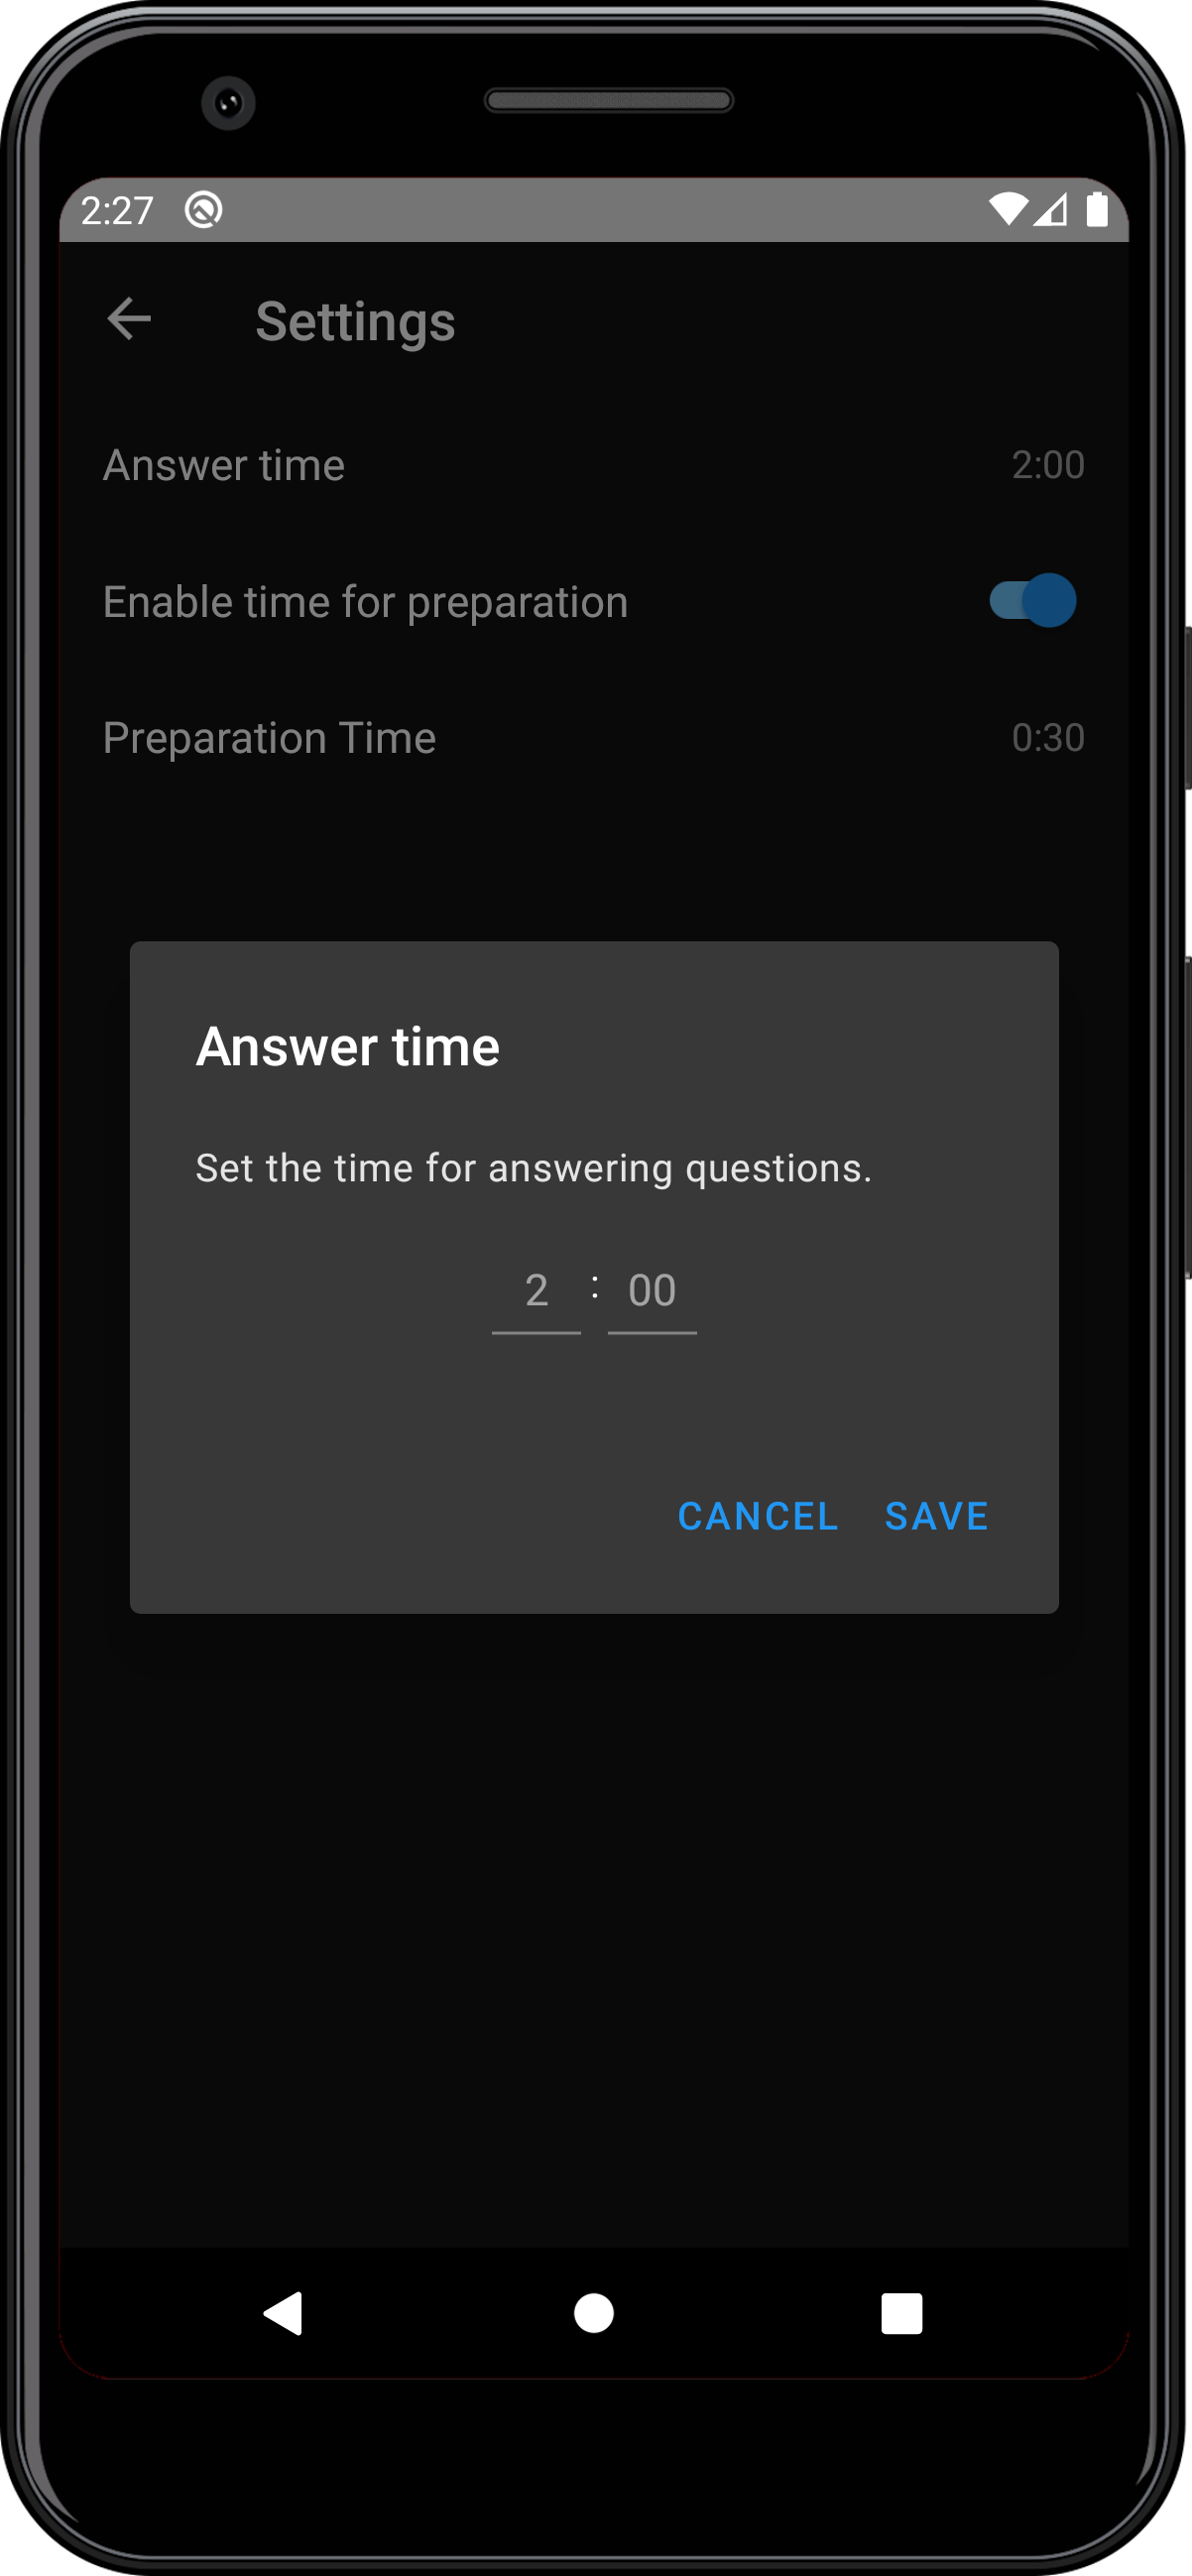 2:27
Settings
Answer time 2:00
Enable time for preparation
Preparation Time 0:30
Answer time
Set the time for answering questions.
2 : 00
CANCEL SAVE